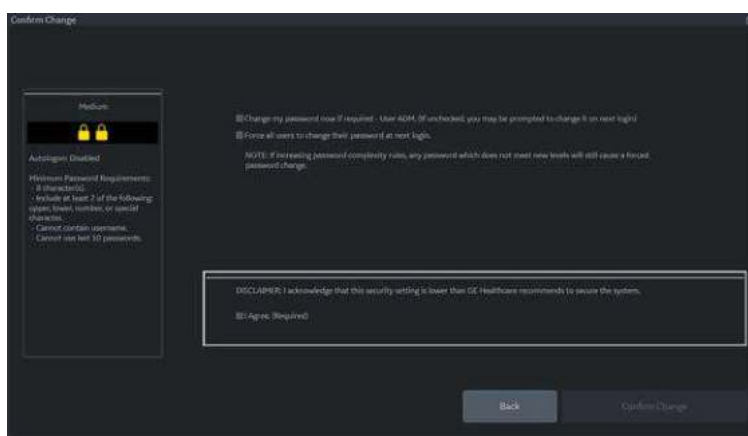 Confirm Change
Medium
Autologon: Disabled
Minimum Password Requirements:
- 8 character(s).
- Include at least 2 of the following:
upper, lower, number, or special
character.
- Cannot contain username.
- Cannot use last 10 passwords.
Change my password now if required - User ADM. (If unchecked, you may be prompted to change it on next login)
Force all users to change their password at next login.
NOTE: If increasing password complexity rules, any password which does not meet new levels will still cause a forced
password change.
DISCLAIMER: I acknowledge that this security setting is lower than GE Healthcare recommends to secure the system.
I Agree. (Required)
Back
Confirm Change